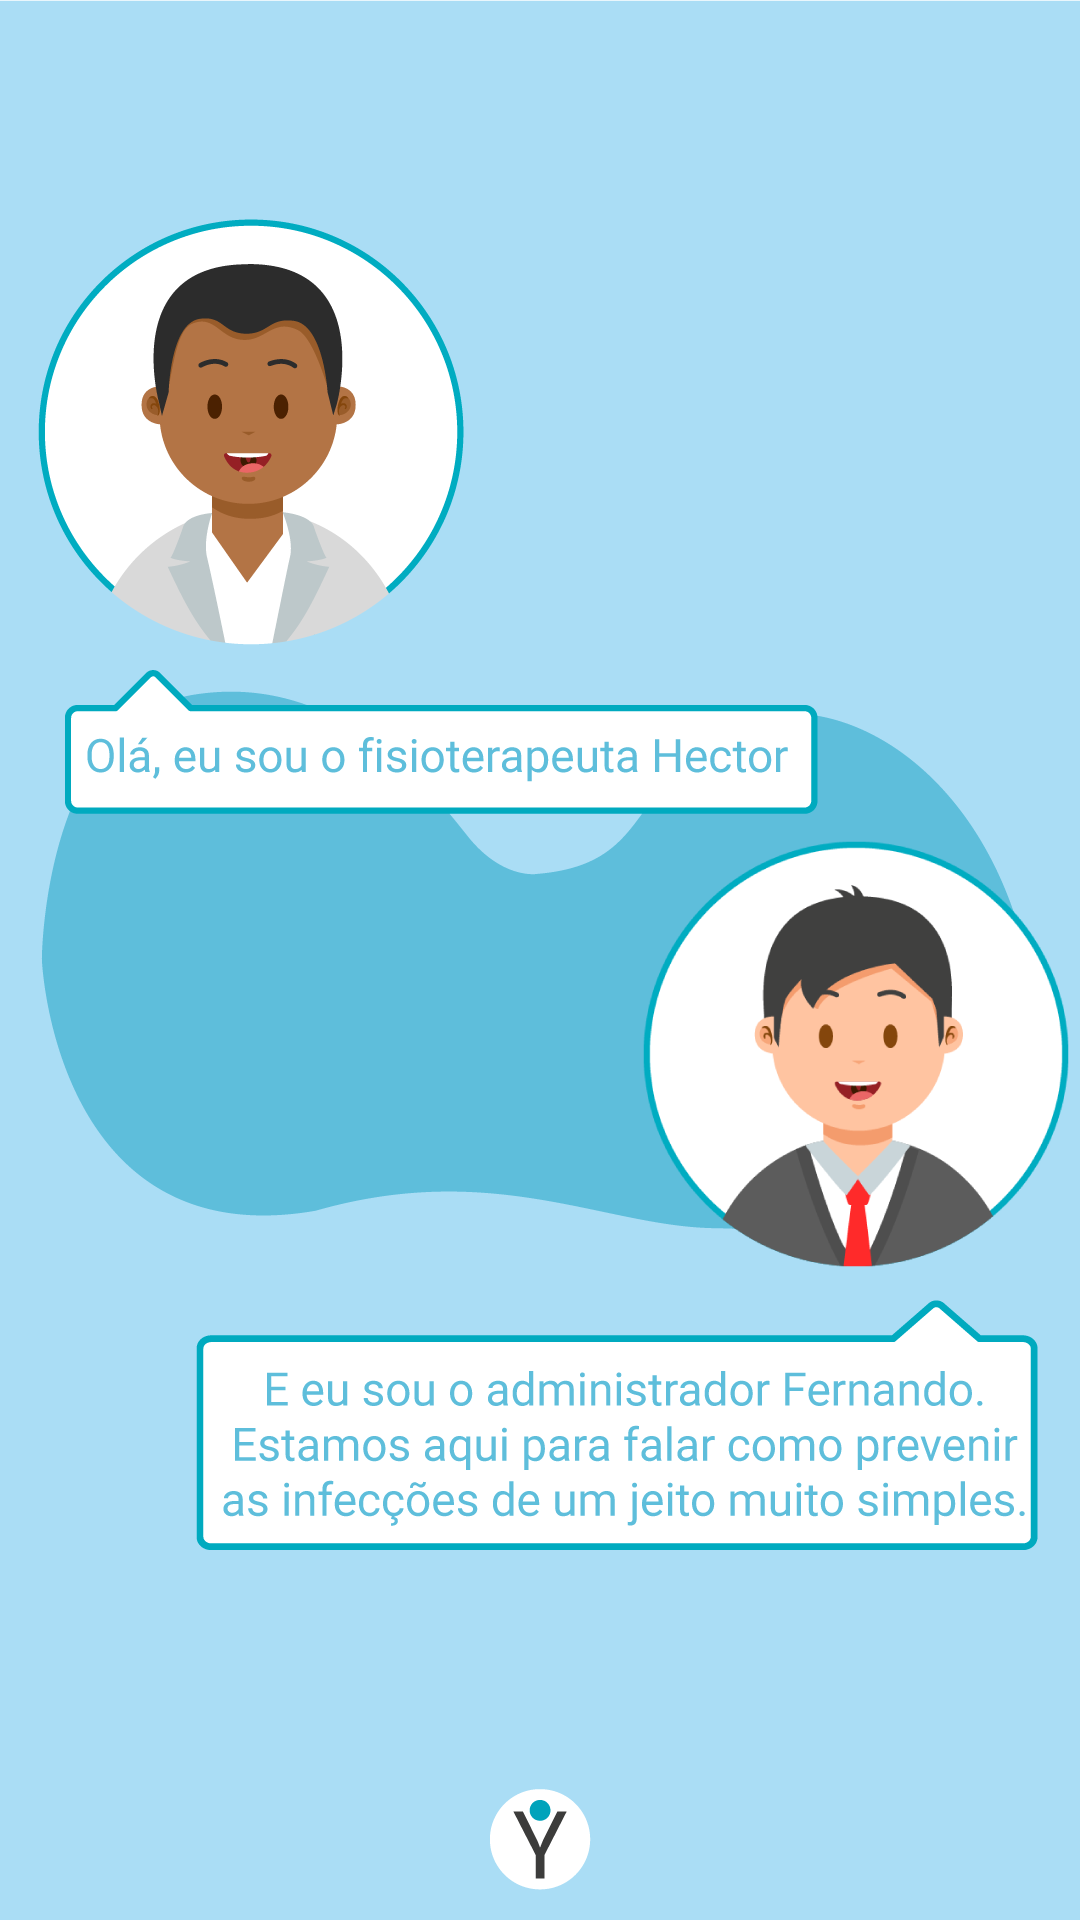 Olá, eu sou o fisioterapeuta Hector
E eu sou o administrador Fernando.
Estamos aqui para falar como prevenir
as infecções de um jeito muito simples.
Y